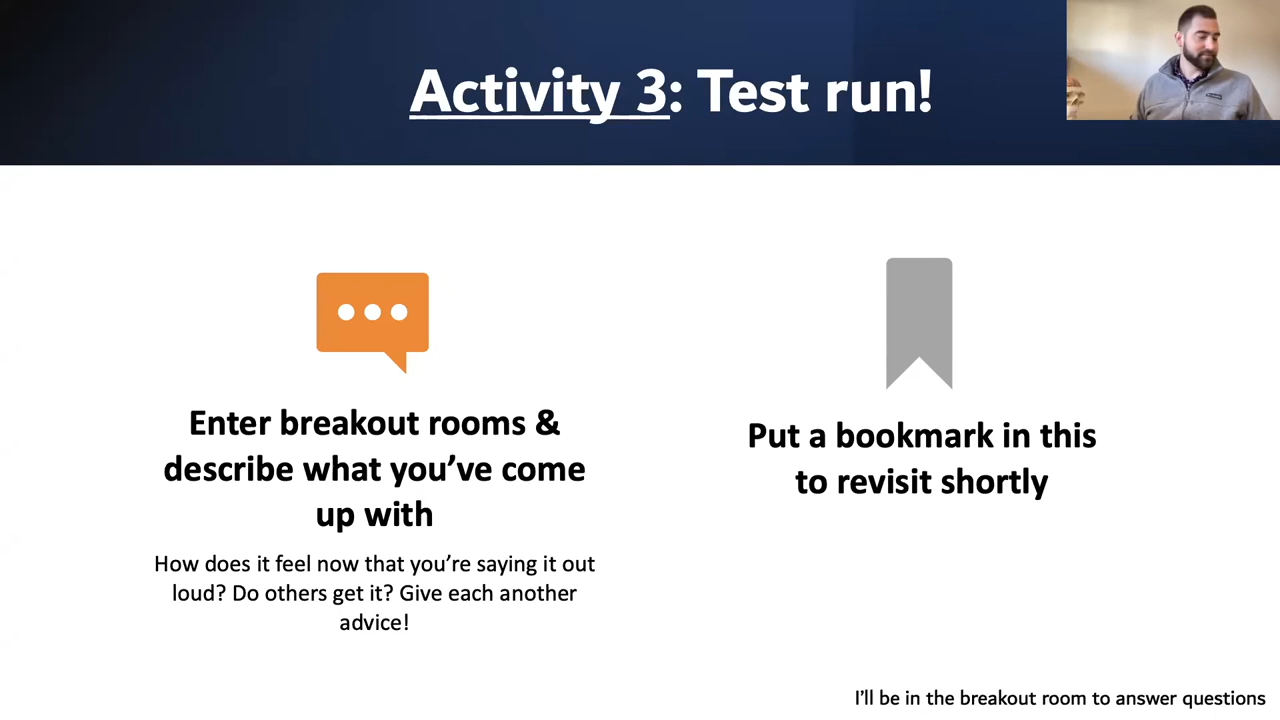 Activity 3: Test run!
Enter breakout rooms &
describe what you’ve come
up with
How does it feel now that you’re saying it out
loud? Do others get it? Give each another
advice!
Put a bookmark in this
to revisit shortly
I’ll be in the breakout room to answer questions